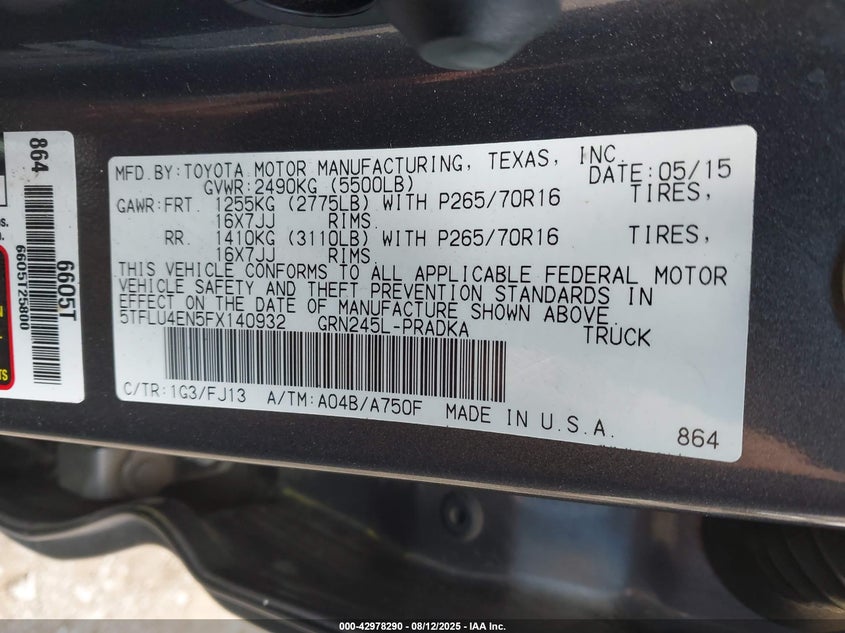 MFD.BY:TOYOTA MOTOR MANUFACTURING, TEXAS, INC.
GVWR:2490KG (5500LB) DATE:05/15
GAWR:FRT. 1255KG (2775LB) WITH P265/70R16 TIRES,
16X7JJ RIMS
RR. 1410KG (3110LB) WITH P265/70R16 TIRES,
16X7JJ RIMS
THIS VEHICLE CONFORMS TO ALL APPLICABLE FEDERAL MOTOR
VEHICLE SAFETY AND THEFT PREVENTION STANDARDS IN
EFFECT ON THE DATE OF MANUFACTURE SHOWN ABOVE.
5TFLU4EN5FX140932 GRN245L-PRADKA TRUCK
C/TR:1G3/FJ13 A/TM:A04B/A750F MADE IN U.S.A.
864
864
6605T
6605T25800
000-42978290 - 08/12/2025 - IAA Inc.